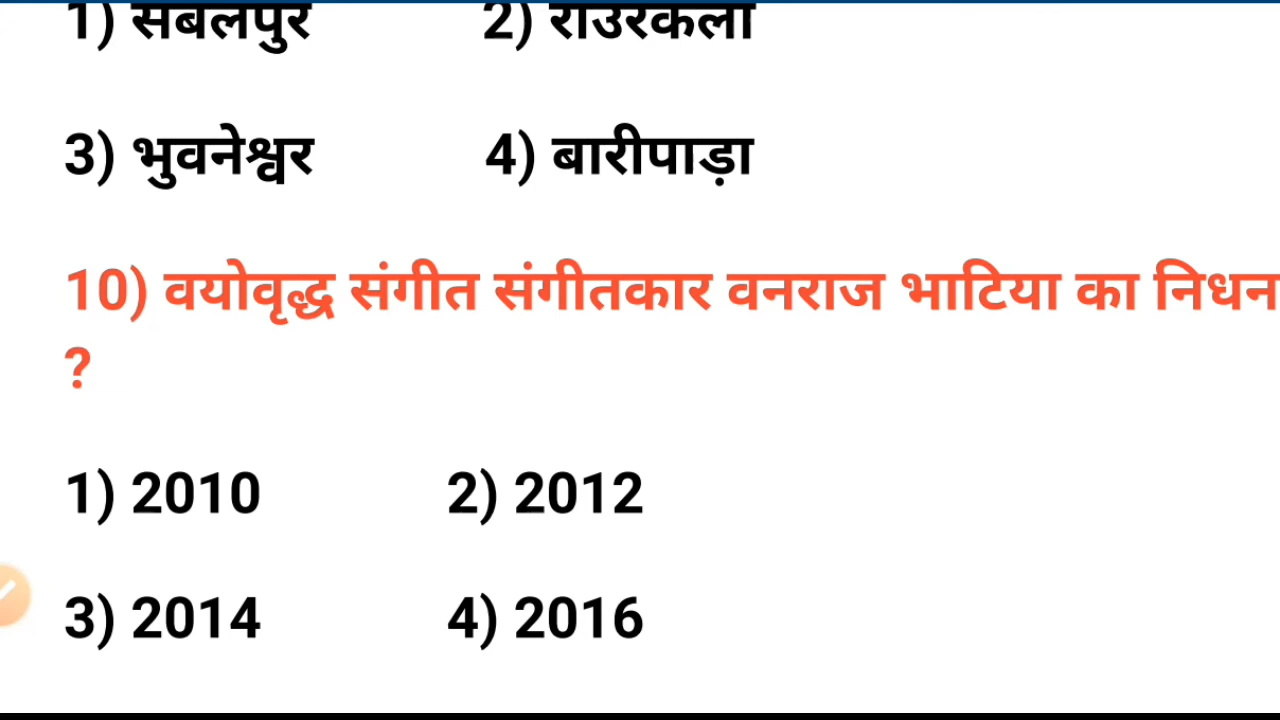 1) सबलपुर 2) राउरकेला
3) भुवनेश्वर 4) बारीपाड़ा
10) वयोवृद्ध संगीत संगीतकार वनराज भाटिया का निधन
?
1) 2010 2) 2012
3) 2014 4) 2016